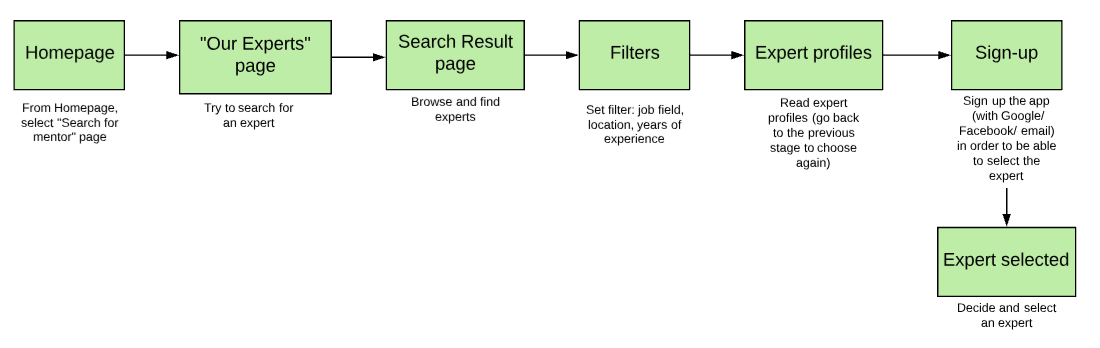 Homepage
From Homepage,
select "Search for
mentor" page
"Our Experts"
page
Try to search for
an expert
Search Result
page
Browse and find
experts
Filters
Set filter: job field,
location, years of
experience
Expert profiles
Read expert
profiles (go back
to the previous
stage to choose
again)
Sign-up
Sign up the app
(with Google/
Facebook/ email)
in order to be able
to select the
expert
Expert selected
Decide and select
an expert